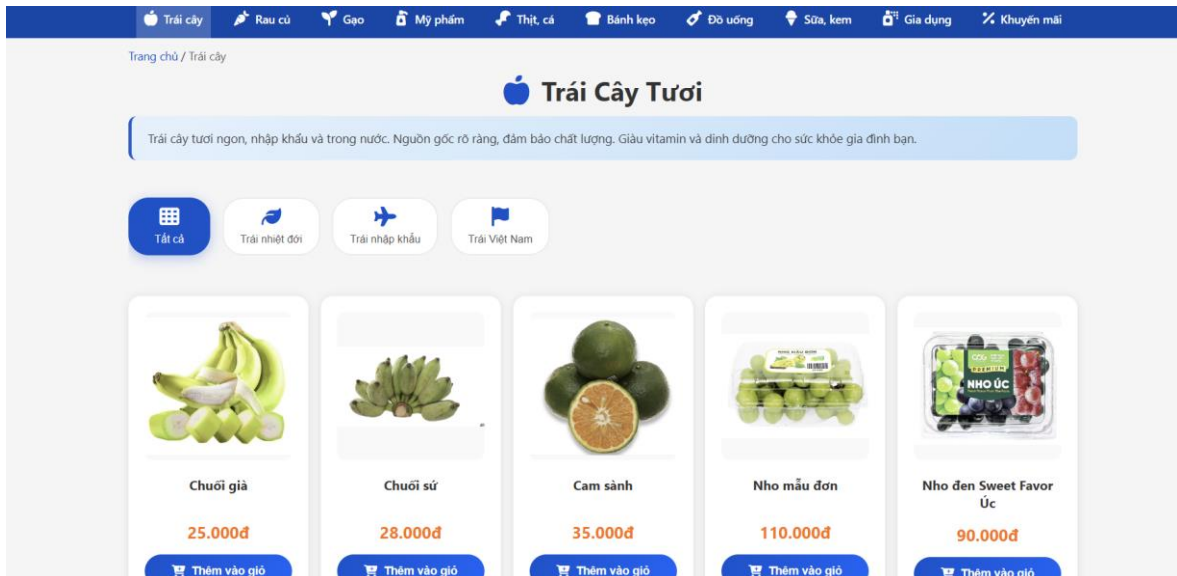 Trái cây Rau củ Gạo Mỹ phẩm Thịt, cá Bánh kẹo Đồ uống Sữa, kem Gia dụng Khuyến mãi
Trang chủ / Trái cây
Trái Cây Tươi
Trái cây tươi ngon, nhập khẩu và trong nước. Nguồn gốc rõ ràng, đảm bảo chất lượng. Giàu vitamin và dinh dưỡng cho sức khỏe gia đình bạn.
Tất cả Trái nhiệt đới Trái nhập khẩu Trái Việt Nam
PREMIUM
NHO ÚC
Chuối già Chuối sứ Cam sành Nho mẫu đơn Nho đen Sweet Favor
Úc
25.000đ 28.000đ 35.000đ 110.000đ 90.000đ
Thêm vào giỏ Thêm vào giỏ Thêm vào giỏ Thêm vào giỏ Thêm vào giỏ